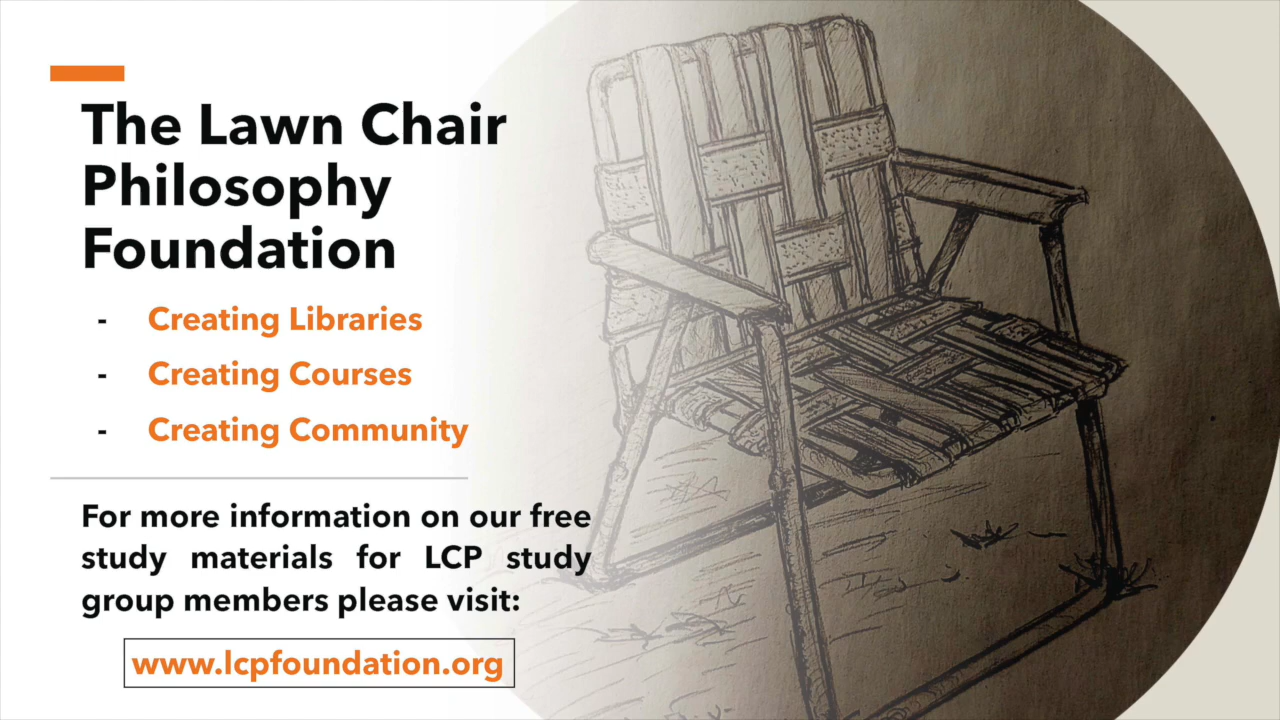 The Lawn Chair
Philosophy
Foundation
- Creating Libraries
- Creating Courses
- Creating Community
For more information on our free
study materials for LCP study
group members please visit:
www.lcpfoundation.org